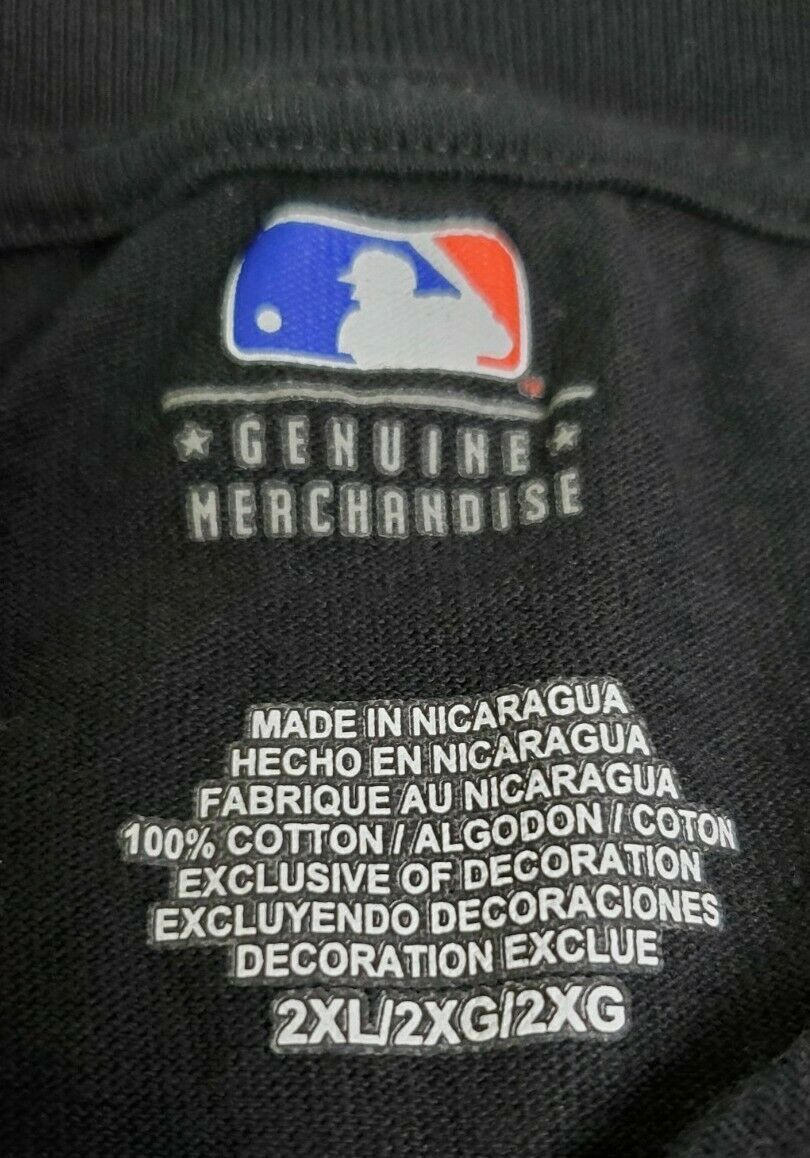 TM
★ GENUINE ★
MERCHANDISE
MADE IN NICARAGUA
HECHO EN NICARAGUA
FABRIQUE AU NICARAGUA
100% COTTON / ALGODON / COTON
EXCLUSIVE OF DECORATION
EXCLUYENDO DECORACIONES
DECORATION EXCLUE
2XL/2XG/2XG